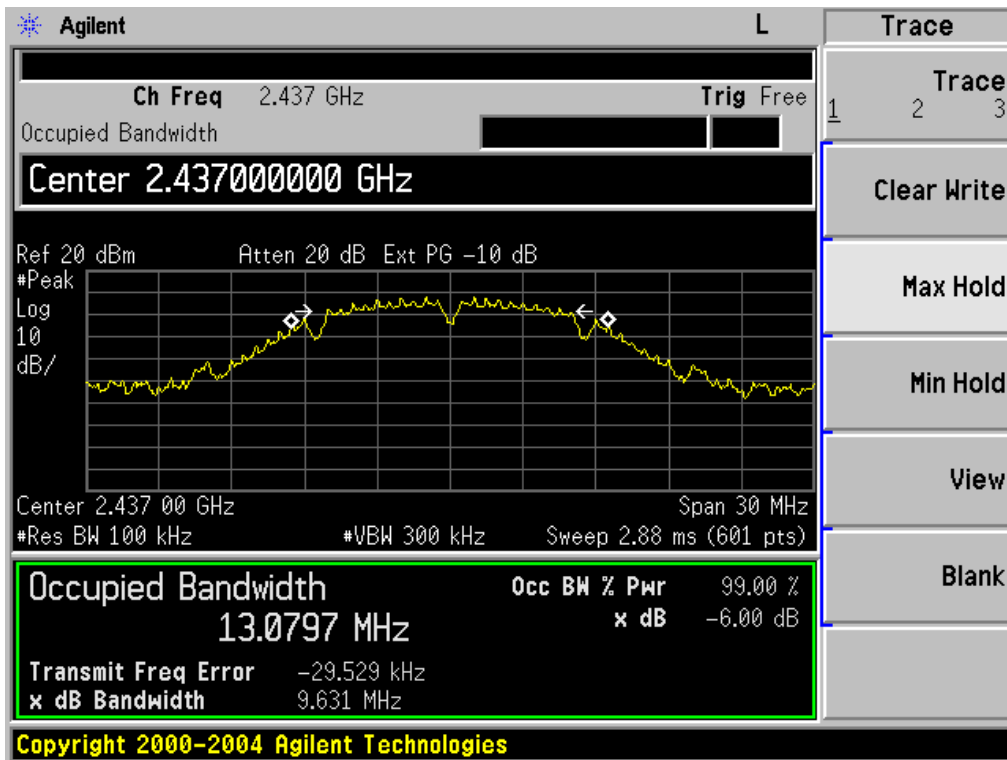 Agilent L Trace
Ch Freq 2.437 GHz Trig Free
Occupied Bandwidth
Center 2.437000000 GHz
Ref 20 dBm Atten 20 dB Ext PG -10 dB
#Peak
Log
10
dB/
Center 2.437 00 GHz Span 30 MHz
#Res BW 100 kHz #VBW 300 kHz Sweep 2.88 ms (601 pts)
Occupied Bandwidth Occ BW % Pwr 99.00 %
13.0797 MHz x dB -6.00 dB
Transmit Freq Error -29.529 kHz
x dB Bandwidth 9.631 MHz
Copyright 2000-2004 Agilent Technologies
Trace
1 2 3
Clear Write
Max Hold
Min Hold
View
Blank